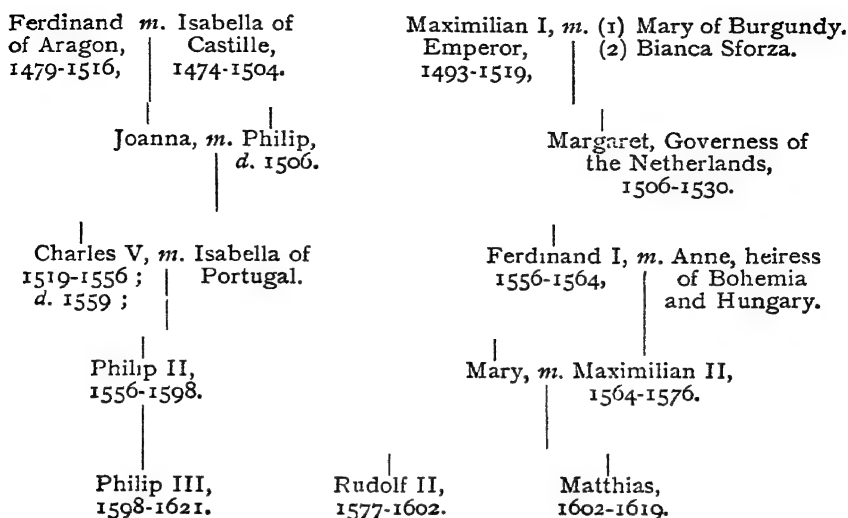 Ferdinand m. Isabella of
of Aragon, Castille,
1479-1516, 1474-1504.
Maximilian I, m. (1) Mary of Burgundy.
Emperor, (2) Bianca Sforza.
1493-1519,
Joanna, m. Philip,
d. 1506.
Margaret, Governess of
the Netherlands,
1506-1530.
Charles V, m. Isabella of
1519-1556 ; Portugal.
d. 1559 ;
Ferdinand I, m. Anne, heiress
1556-1564, of Bohemia
and Hungary.
Philip II,
1556-1598.
Mary, m. Maximilian II,
1564-1576.
Philip III,
1598-1621.
Rudolf II,
1577-1602.
Matthias,
1602-1619.